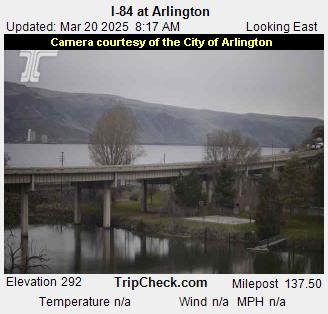 I-84 at Arlington
Updated: Mar 20 2025  8:17 AM Looking East
Camera courtesy of the City of Arlington
Elevation 292 TripCheck.com Milepost 137.50
Temperature n/a Wind n/a MPH n/a